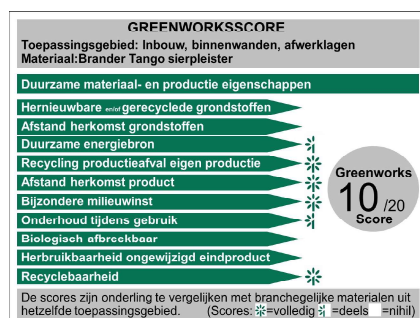 GREENWORKSSCORE
Toepassingsgebied: Inbouw, binnenwanden, afwerklagen
Materiaal:Brander Tango sierpleister
Duurzame materiaal- en productie eigenschappen
Hernieuwbare en/of gerecyclede grondstoffen
Afstand herkomst grondstoffen
Duurzame energiebron
Recycling productieafval eigen productie
Afstand herkomst product
Bijzondere milieuwinst
Onderhoud tijdens gebruik
Biologisch afbreekbaar
Herbruikbaarheid ongewijzigd eindproduct
Recyclebaarheid
Greenworks
10 /20
Score
De scores zijn onderling te vergelijken met branchegelijke materialen uit
hetzelfde toepassingsgebied. (Scores: =volledig =deels =nihil)